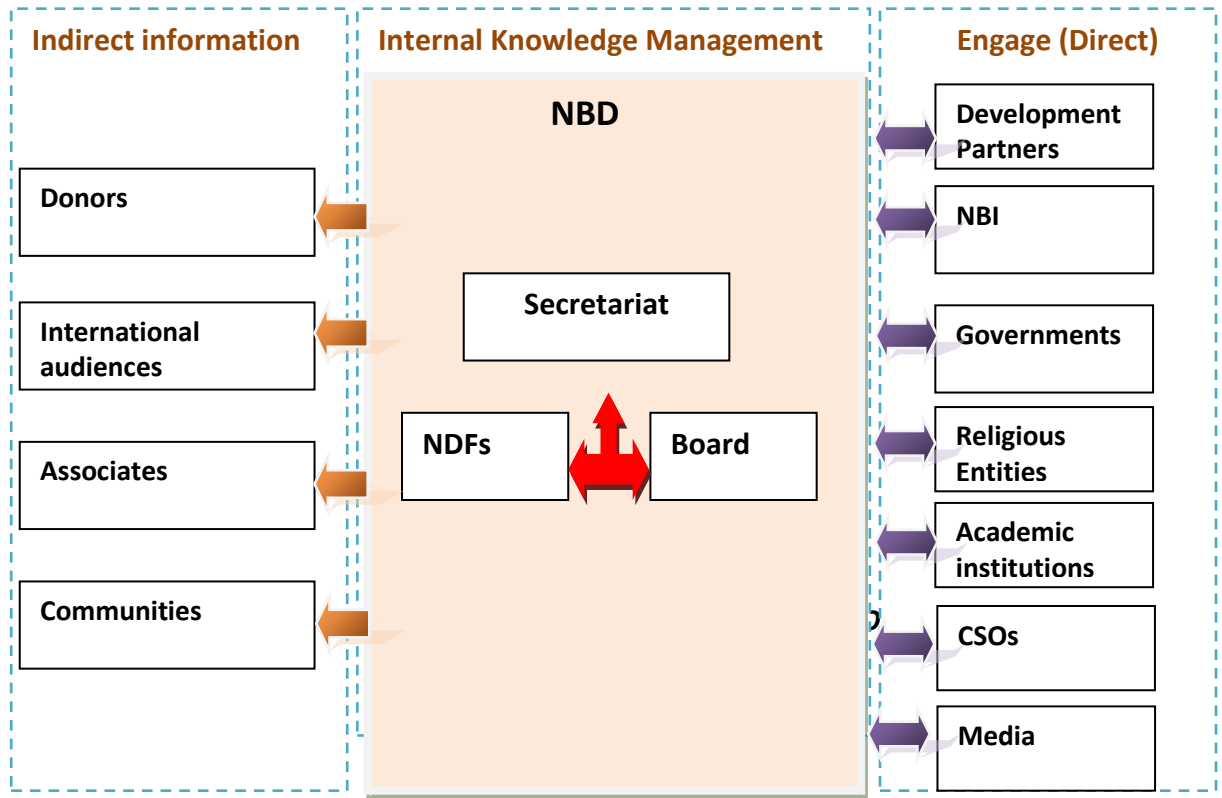 Indirect information
Internal Knowledge Management
Engage (Direct)
NBD
Donors
International
audiences
Associates
Communities
Secretariat
NDFs
Board
Development
Partners
NBI
Governments
Religious
Entities
Academic
institutions
CSOs
Media